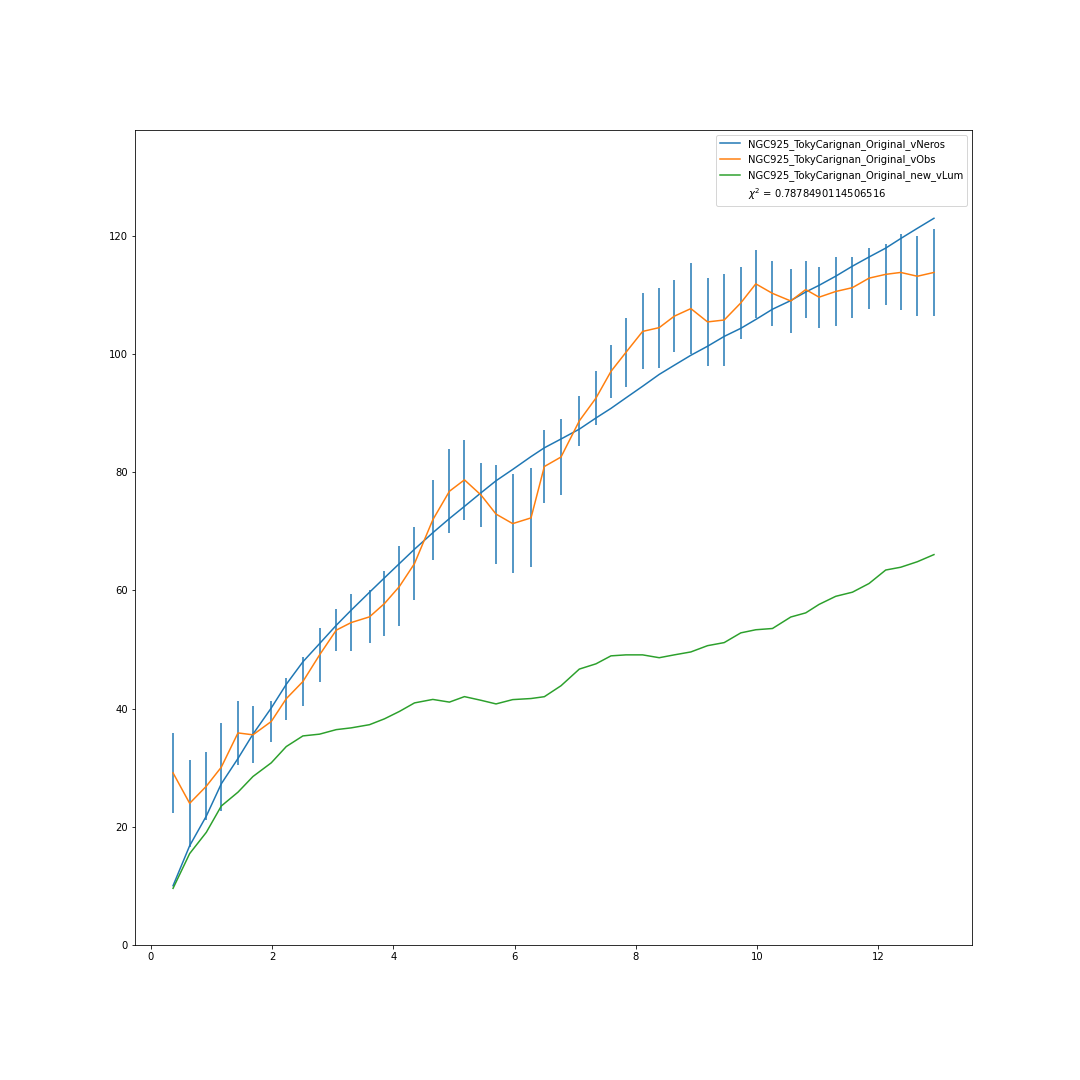 NGC925_TokyCarignan_Original_vNeros
NGC925_TokyCarignan_Original_vObs
NGC925_TokyCarignan_Original_new_vLum
χ² = 0.7878490114506516
120
100
80
60
40
20
0
0 2 4 6 8 10 12